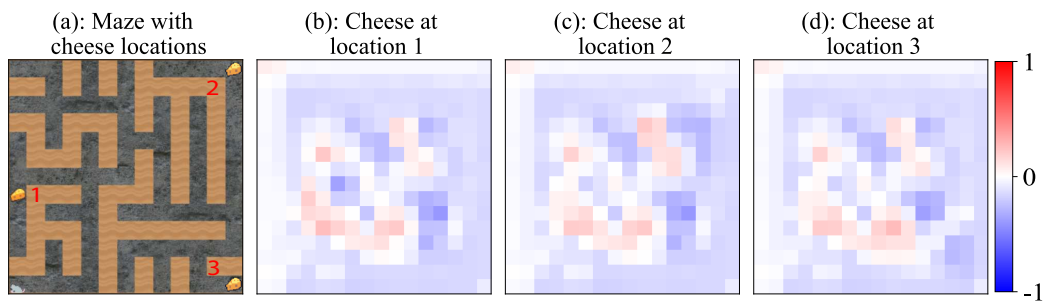 (a): Maze with
cheese locations
(b): Cheese at
location 1
(c): Cheese at
location 2
(d): Cheese at
location 3
2
1
3
1
0
-1